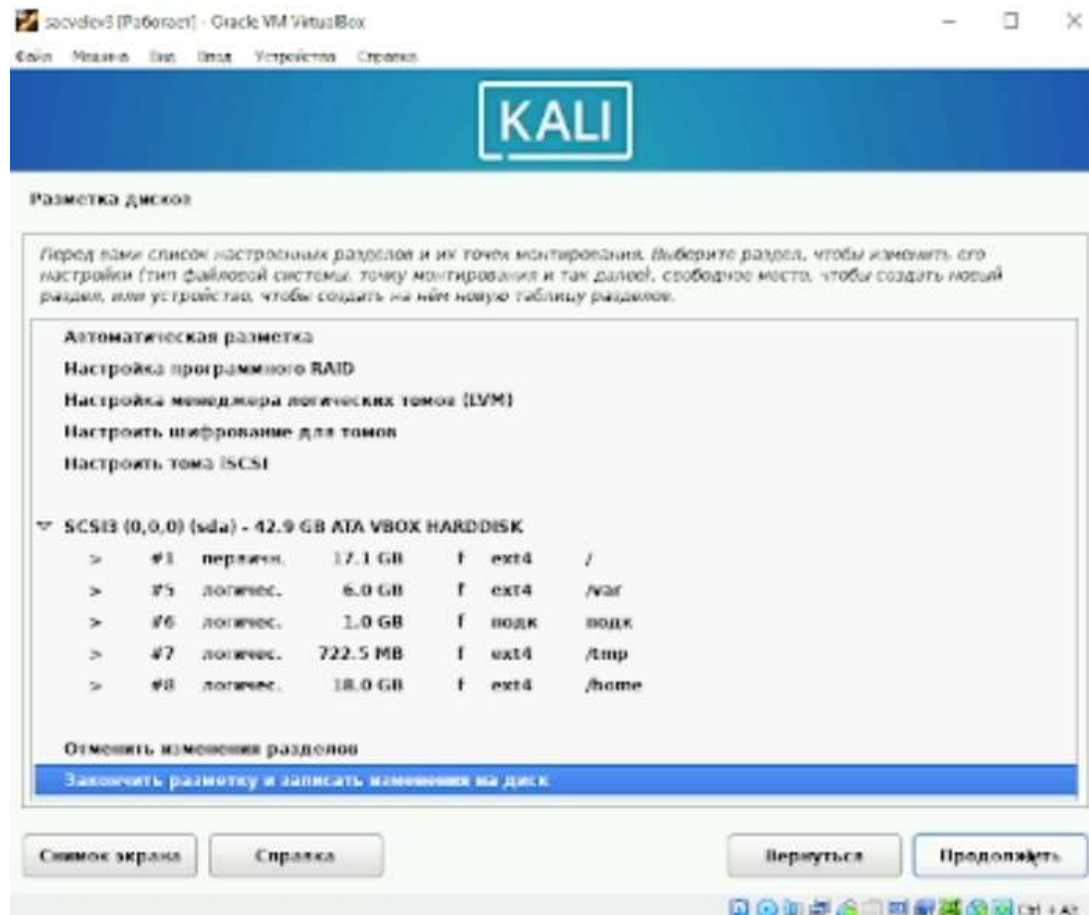 sacvdev3 [Работает] - Oracle VM VirtualBox
Файл Машина Вид Ввод Устройства Справка
KALI
Разметка дисков
Перед вами список настроенных разделов и их точек монтирования. Выберите раздел, чтобы изменить его
настройки (тип файловой системы, точку монтирования и так далее), свободное место, чтобы создать новый
раздел, или устройство, чтобы создать на нём новую таблицу разделов.
Автоматическая разметка
Настройка программного RAID
Настройка менеджера логических томов (LVM)
Настроить шифрование для томов
Настроить тома iSCSI
SCSI3 (0,0,0) (sda) - 42.9 GB ATA VBOX HARDDISK
> #1 первичн. 17.1 GB f ext4 /
> #5 логичес. 6.0 GB f ext4 /var
> #6 логичес. 1.0 GB f подк подк
> #7 логичес. 722.5 MB f ext4 /tmp
> #8 логичес. 18.0 GB f ext4 /home
Отменить изменения разделов
Закончить разметку и записать изменения на диск
Снимок экрана Справка Вернуться Продолжить